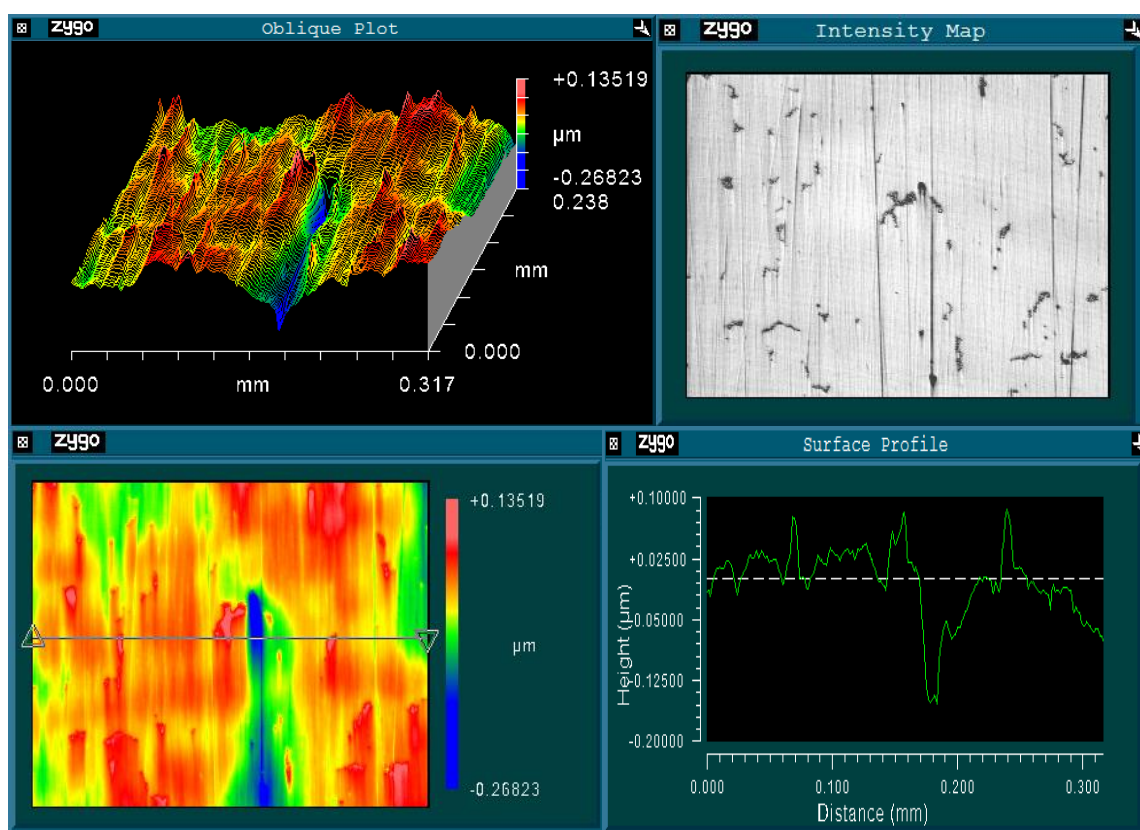 zygo
Oblique Plot
+0.13519
µm
-0.26823
0.238
mm
0.000
0.000
mm
0.317
zygo
Intensity Map
zygo
+0.13519
µm
-0.26823
zygo
Surface Profile
+0.10000
+0.02500
-0.05000
-0.12500
-0.20000
Height (µm)
0.000
0.100
0.200
0.300
Distance (mm)